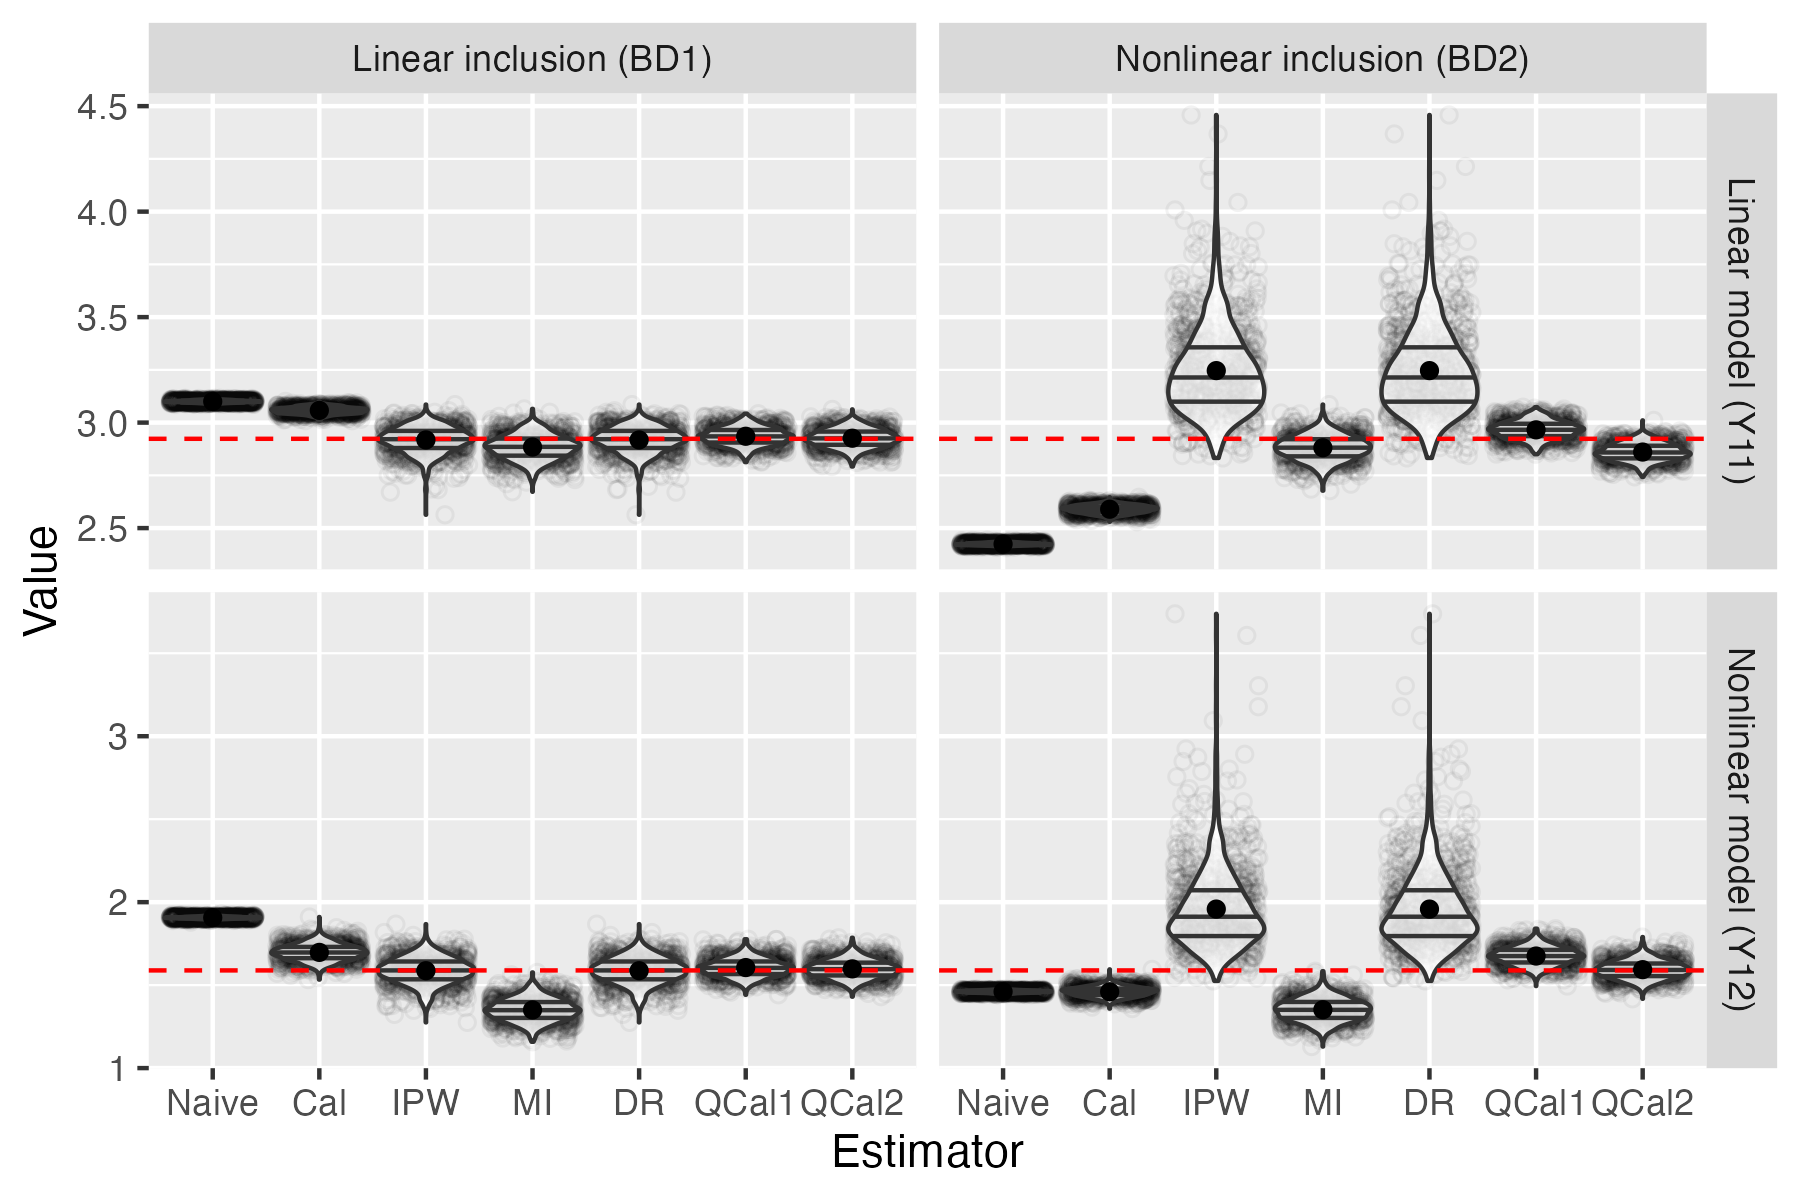 Linear inclusion (BD1)
Nonlinear inclusion (BD2)
4.5
4.0
3.5
3.0
2.5
Linear model (Y11)
Value
3
2
1
Nonlinear model (Y12)
Naive Cal IPW MI DR QCal1 QCal2
Naive Cal IPW MI DR QCal1 QCal2
Estimator